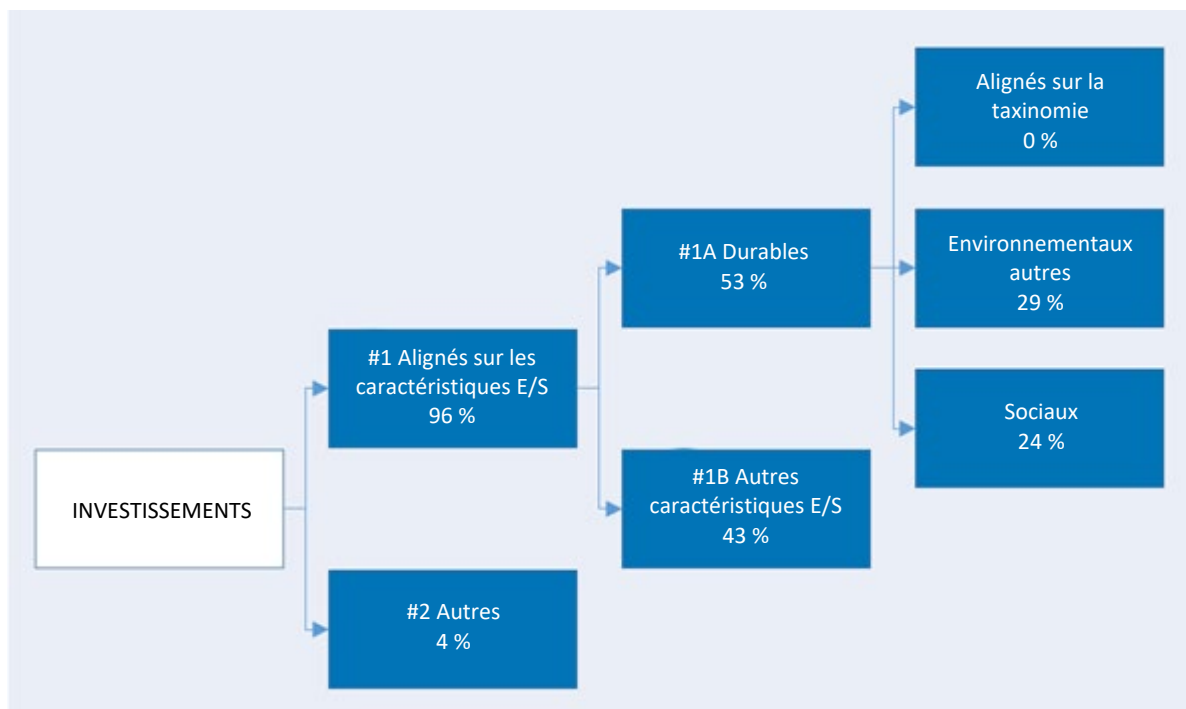 INVESTISSEMENTS
#1 Alignés sur les
caractéristiques E/S
96 %
#2 Autres
4 %
#1A Durables
53 %
#1B Autres
caractéristiques E/S
43 %
Alignés sur la
taxinomie
0 %
Environnementaux
autres
29 %
Sociaux
24 %